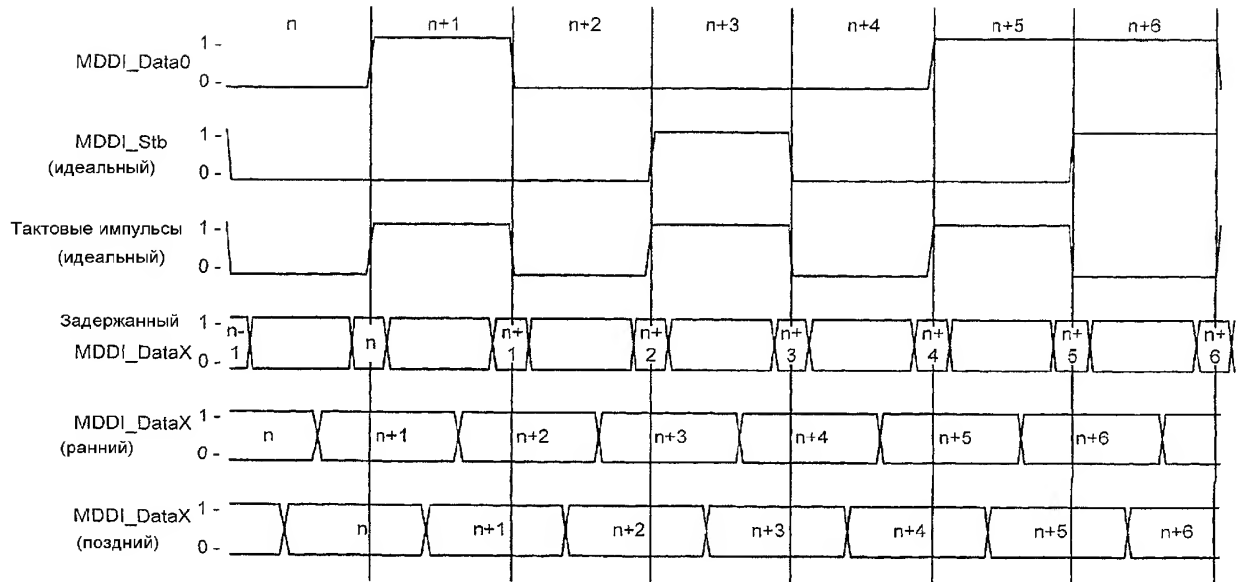 n n+1 n+2 n+3 n+4 n+5 n+6
MDDI_Data0 1 -
0 -
MDDI_Stb 1 -
(идеальный) 0 -
Тактовые импульсы 1 -
(идеальный) 0 -
Задержанный 1 - n- n n+ n+ n+ n+ n+ n+
MDDI_DataX 0 - 1 1 2 3 4 5 6
MDDI_DataX 1 -
n n+1 n+2 n+3 n+4 n+5 n+6
(ранний) 0 -
MDDI_DataX 1 -
n n+1 n+2 n+3 n+4 n+5 n+6
(поздний) 0 -